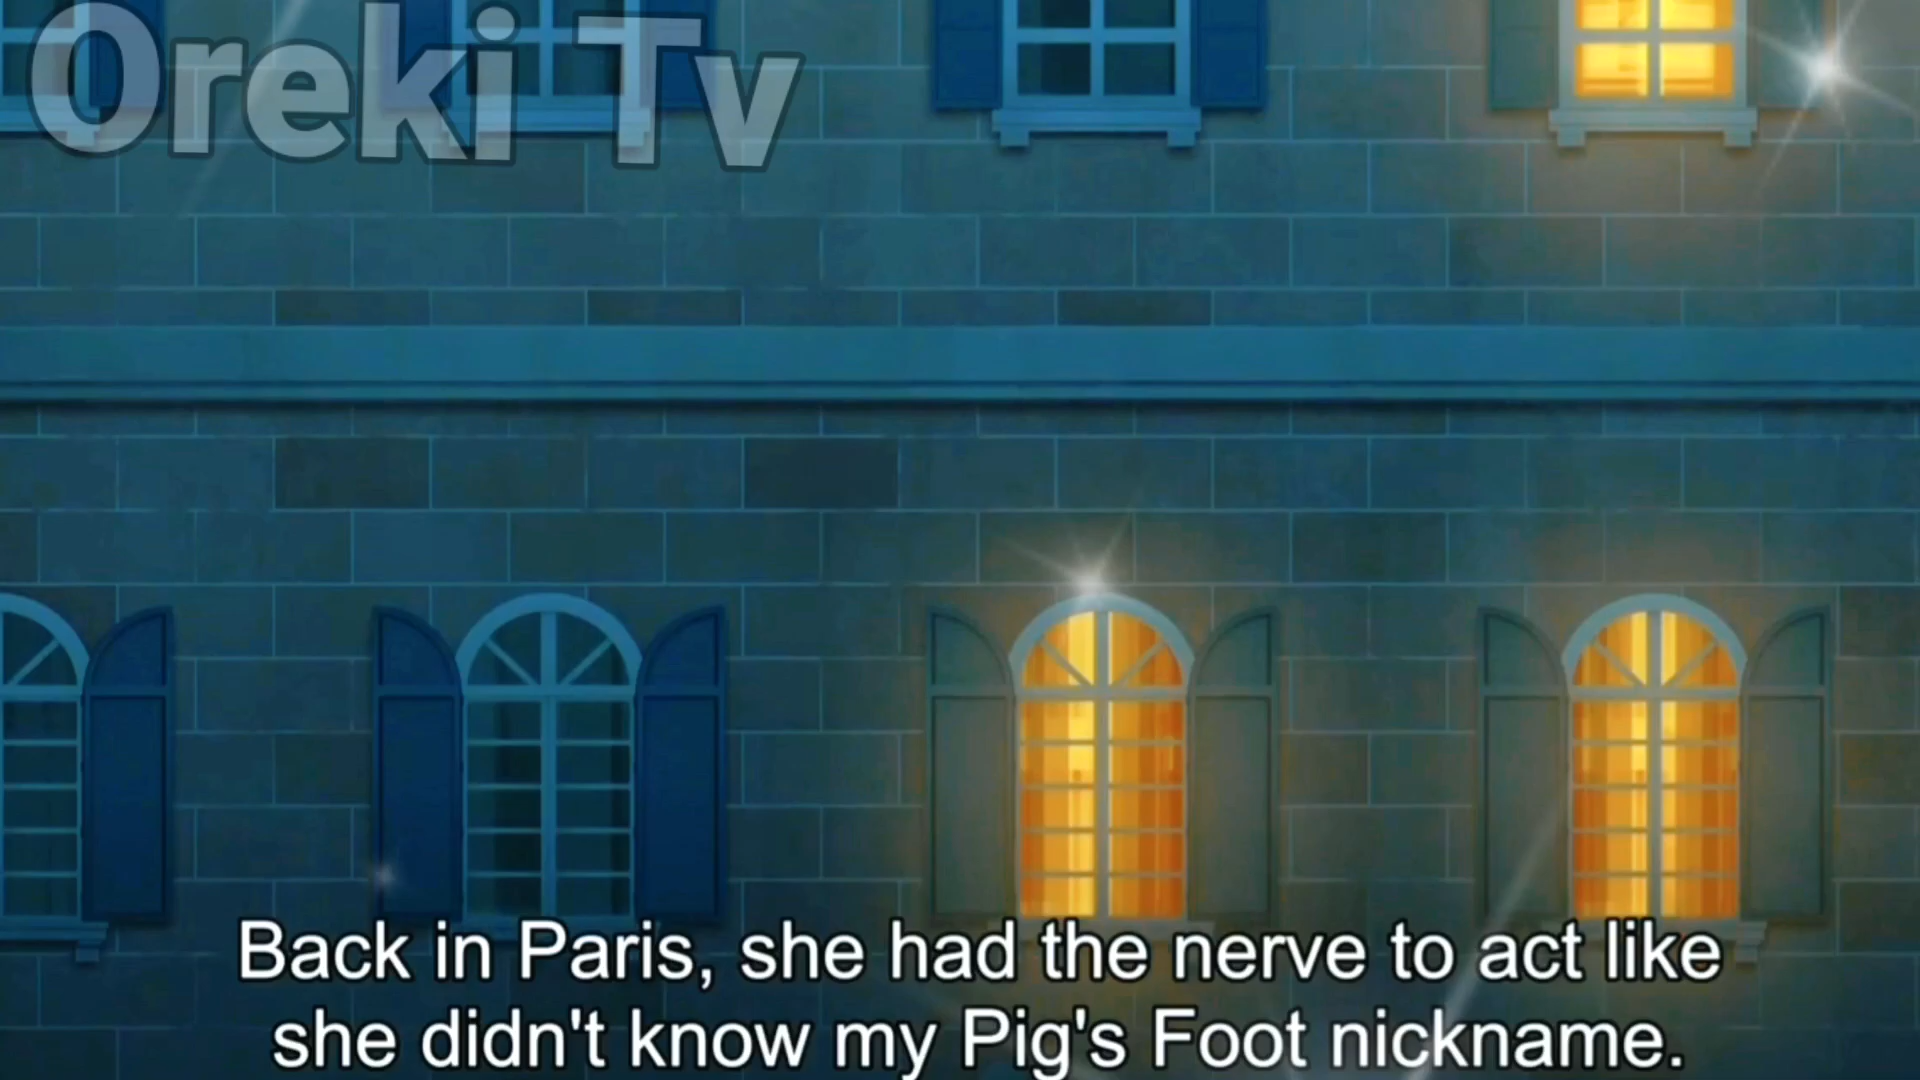 Oreki Tv
Back in Paris, she had the nerve to act like
she didn't know my Pig's Foot nickname.